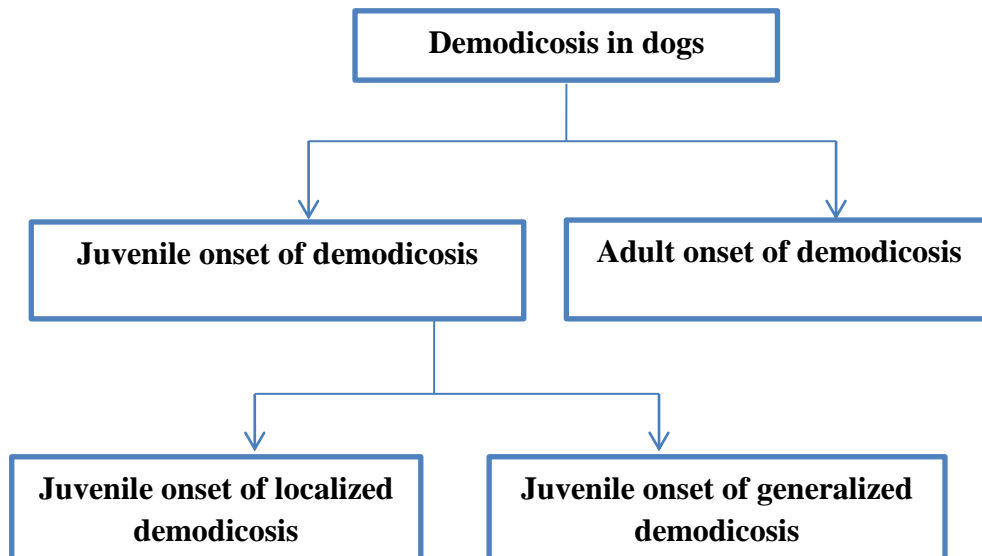 Demodicosis in dogs
Juvenile onset of demodicosis
Adult onset of demodicosis
Juvenile onset of localized
demodicosis
Juvenile onset of generalized
demodicosis